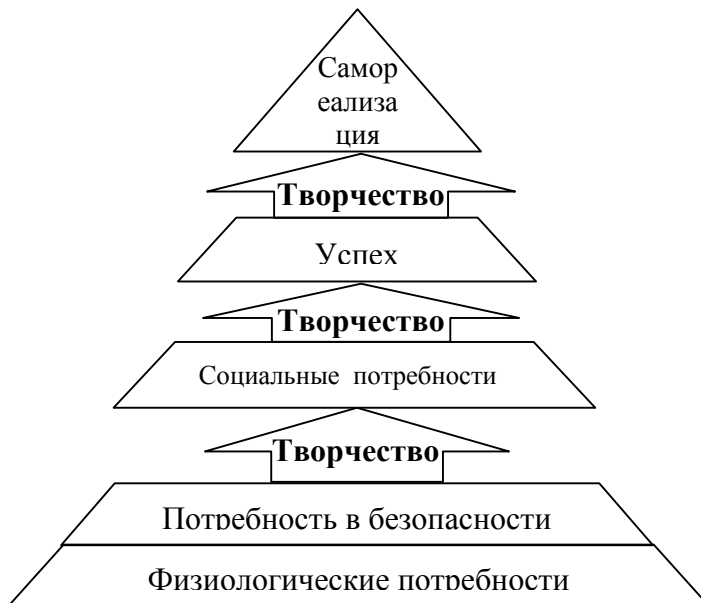 Самор
еализа
ция
Творчество
Успех
Творчество
Социальные потребности
Творчество
Потребность в безопасности
Физиологические потребности